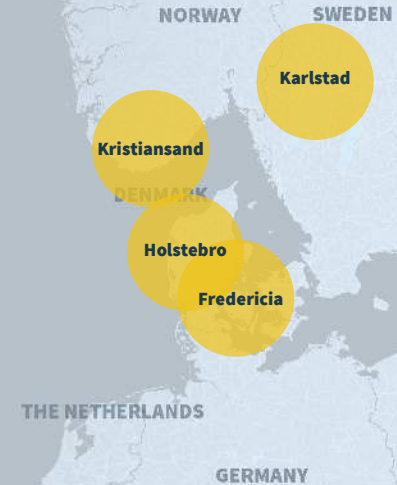 NORWAY
SWEDEN
Karlstad
Kristiansand
DENMARK
Holstebro
Fredericia
THE NETHERLANDS
GERMANY